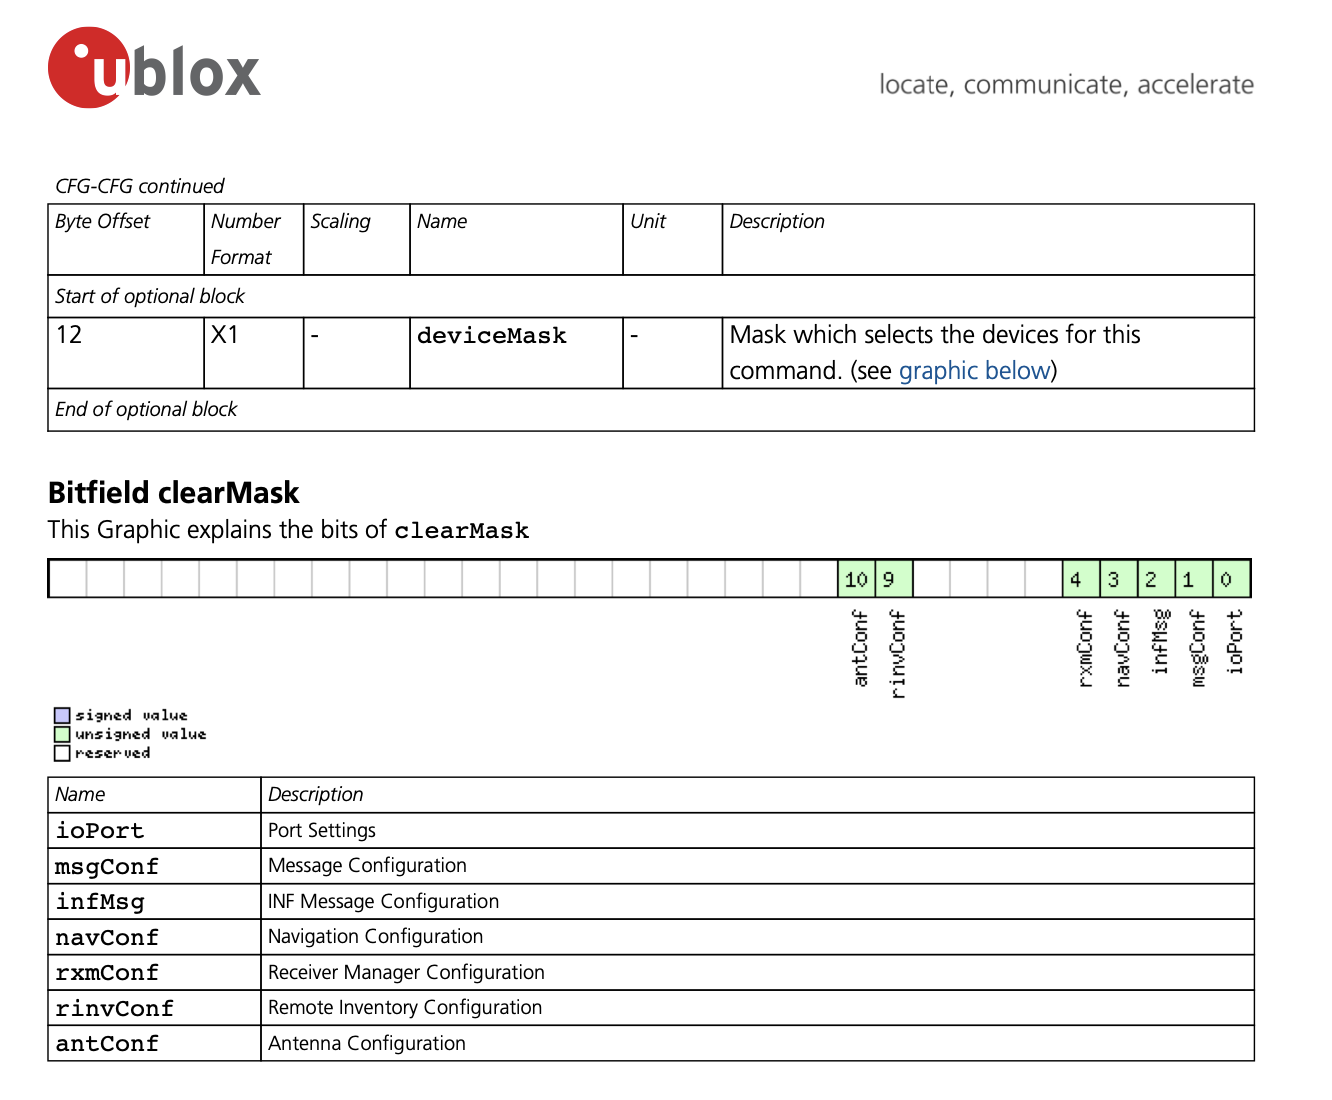 ublox
locate, communicate, accelerate
CFG-CFG continued
Byte Offset Number Format Scaling Name Unit Description
Start of optional block
12 X1 - deviceMask - Mask which selects the devices for this
command. (see graphic below)
End of optional block
Bitfield clearMask
This Graphic explains the bits of clearMask
10 9 4 3 2 1 0
antConf rinvConf rxmConf navConf infMsg msgConf ioPort
signed value
unsigned value
reserved
Name Description
ioPort Port Settings
msgConf Message Configuration
infMsg INF Message Configuration
navConf Navigation Configuration
rxmConf Receiver Manager Configuration
rinvConf Remote Inventory Configuration
antConf Antenna Configuration